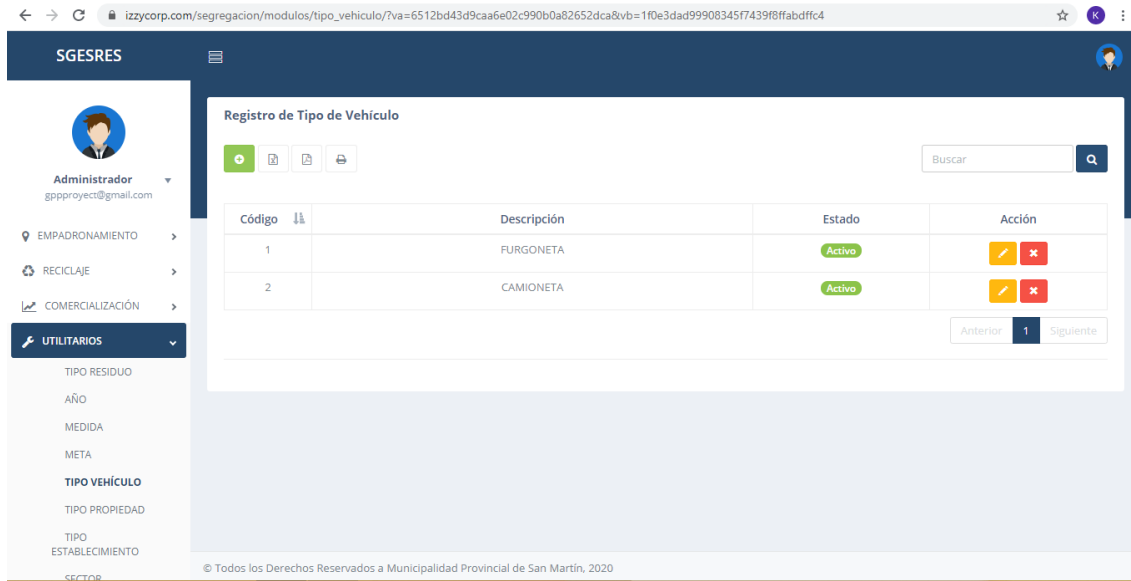 izzycorp.com/segregacion/modulos/tipo_vehiculo/?va=6512bd43d9caa6e02c990b0a82652dca&vb=1f0e3dad99908345f7439f8ffabdffc4
K
SGESRES
Administrador
gppproyect@gmail.com
EMPADRONAMIENTO
RECICLAJE
COMERCIALIZACIÓN
UTILITARIOS
TIPO RESIDUO
AÑO
MEDIDA
META
TIPO VEHÍCULO
TIPO PROPIEDAD
TIPO
ESTABLECIMIENTO
SECTOR
Registro de Tipo de Vehículo
Buscar
Código Descripción Estado Acción
1 FURGONETA Activo
2 CAMIONETA Activo
Anterior 1 Siguiente
© Todos los Derechos Reservados a Municipalidad Provincial de San Martín, 2020